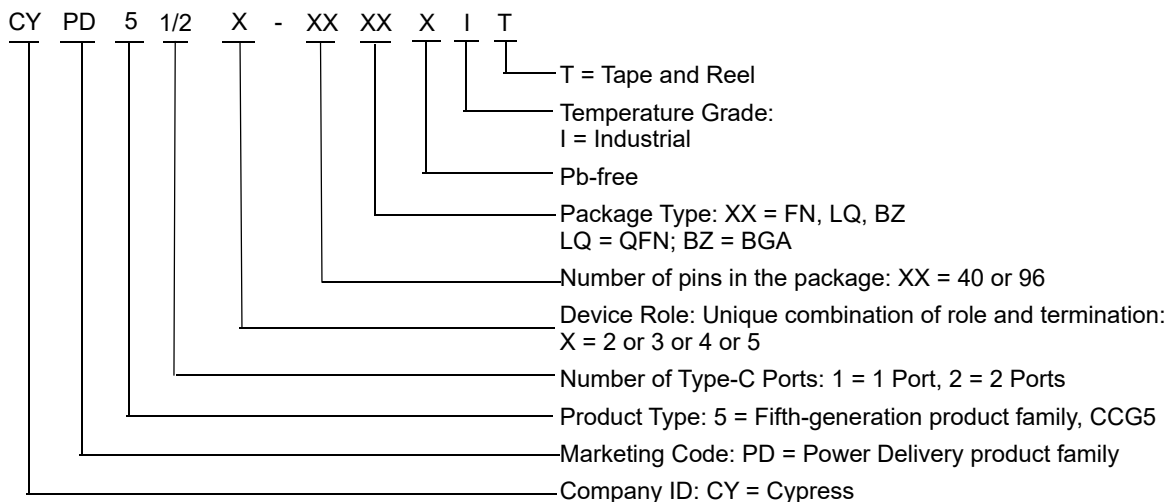 CY PD 5 1/2 X - XX XX X I T
T = Tape and Reel
Temperature Grade:
I = Industrial
Pb-free
Package Type: XX = FN, LQ, BZ
LQ = QFN; BZ = BGA
Number of pins in the package: XX = 40 or 96
Device Role: Unique combination of role and termination:
X = 2 or 3 or 4 or 5
Number of Type-C Ports: 1 = 1 Port, 2 = 2 Ports
Product Type: 5 = Fifth-generation product family, CCG5
Marketing Code: PD = Power Delivery product family
Company ID: CY = Cypress